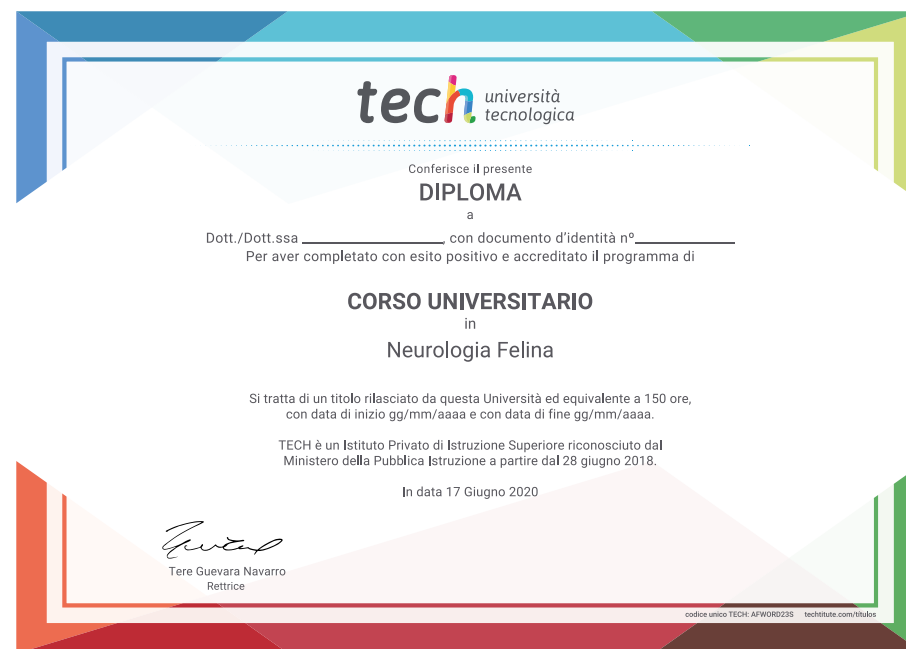 tech università
tecnologica
Conferisce il presente
DIPLOMA
a
Dott./Dott.ssa ____________________, con documento d'identità nº______________
Per aver completato con esito positivo e accreditato il programma di
CORSO UNIVERSITARIO
in
Neurologia Felina
Si tratta di un titolo rilasciato da questa Università ed equivalente a 150 ore,
con data di inizio gg/mm/aaaa e con data di fine gg/mm/aaaa.
TECH è un Istituto Privato di Istruzione Superiore riconosciuto dal
Ministero della Pubblica Istruzione a partire dal 28 giugno 2018.
In data 17 Giugno 2020
Tere Guevara Navarro
Rettrice
codice unico TECH: AFWORD23S techtitute.com/títulos